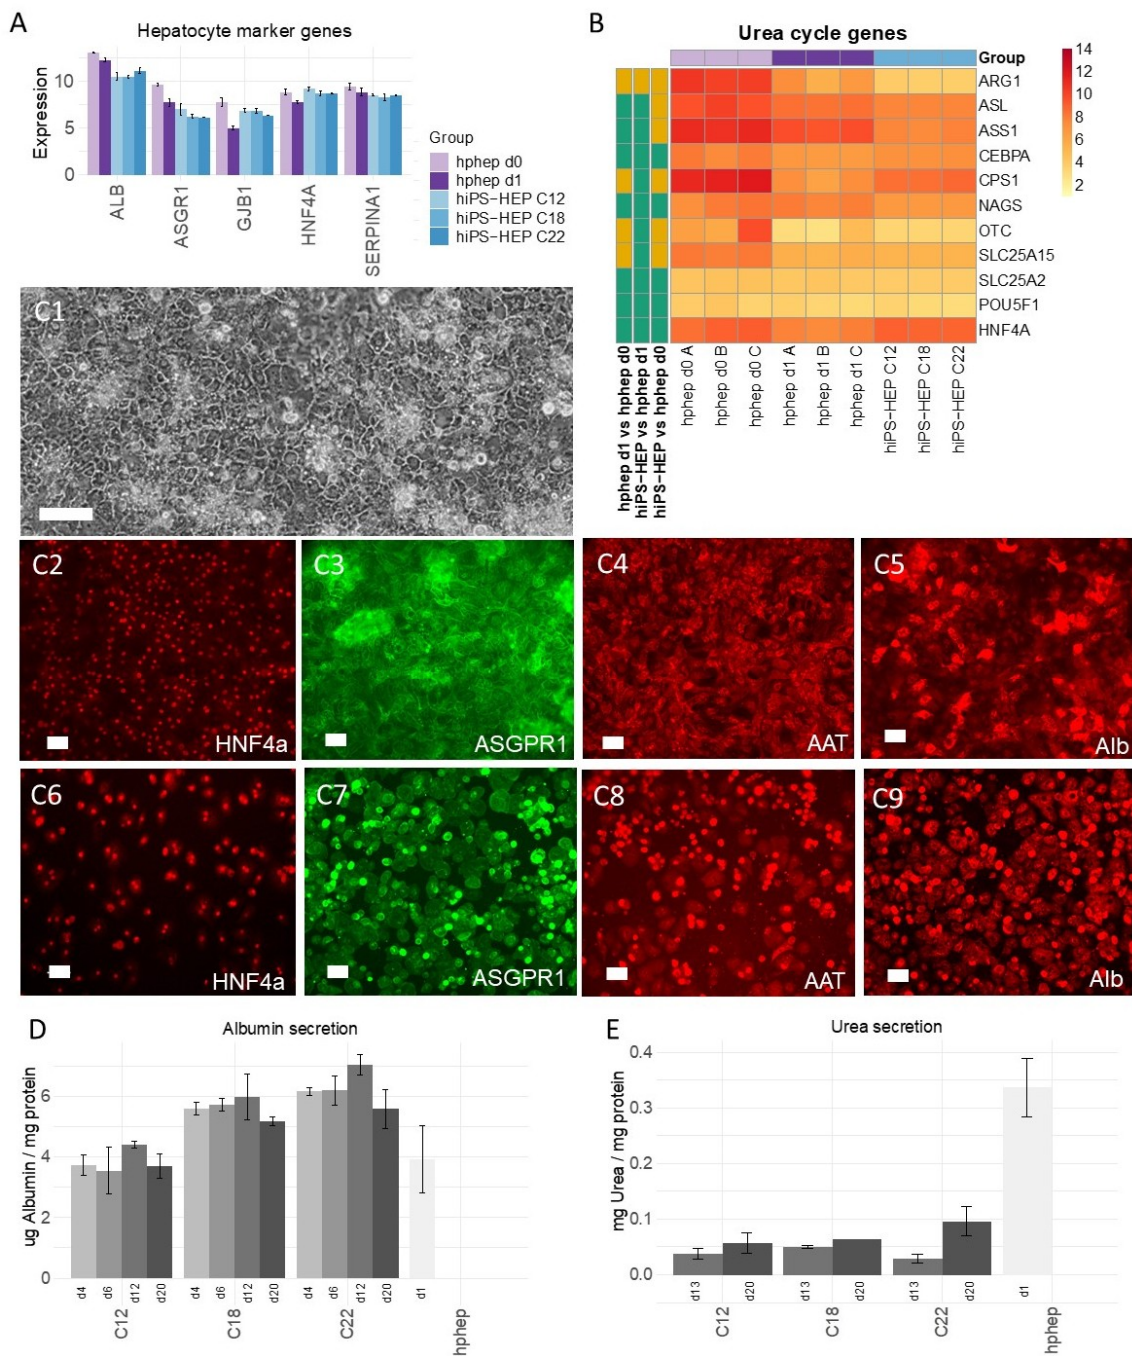 A
Hepatocyte marker genes
Expression
10
5
0
ALB
ASGR1
GJB1
HNF4A
SERPINA1
Group
hphep d0
hphep d1
hiPS-HEP C12
hiPS-HEP C18
hiPS-HEP C22
B
Urea cycle genes
Group
ARG1
ASL
ASS1
CEBPA
CPS1
NAGS
OTC
SLC25A15
SLC25A2
POU5F1
HNF4A
14
12
10
8
6
4
2
hphep d1 vs hphep d0
hiPS-HEP vs hphep d1
hiPS-HEP vs hphep d0
hphep d0 A
hphep d0 B
hphep d0 C
hphep d1 A
hphep d1 B
hphep d1 C
hiPS-HEP C12
hiPS-HEP C18
hiPS-HEP C22
C1
C2
HNF4a
C3
ASGPR1
C4
AAT
C5
Alb
C6
HNF4a
C7
ASGPR1
C8
AAT
C9
Alb
D
Albumin secretion
ug Albumin / mg protein
6
4
2
0
d4 d6 d12 d20
d4 d6 d12 d20
d4 d6 d12 d20
d1
C12
C18
C22
hphep
E
Urea secretion
mg Urea / mg protein
0.4
0.3
0.2
0.1
0.0
d13 d20
d13 d20
d13 d20
d1
C12
C18
C22
hphep